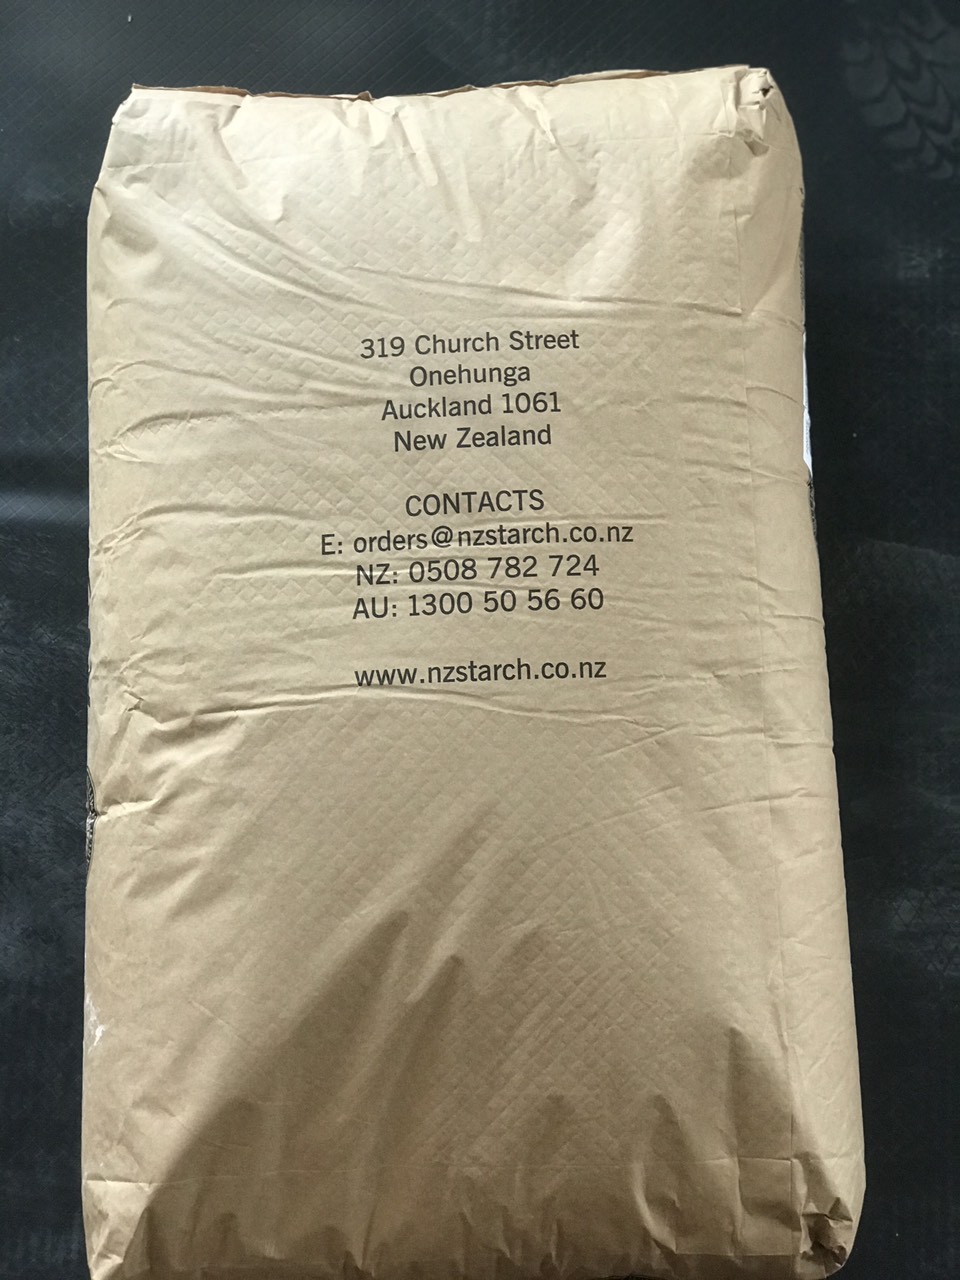 319 Church Street
Onehunga
Auckland 1061
New Zealand
CONTACTS
E: orders@nzstarch.co.nz
NZ: 0508 782 724
AU: 1300 50 56 60
www.nzstarch.co.nz